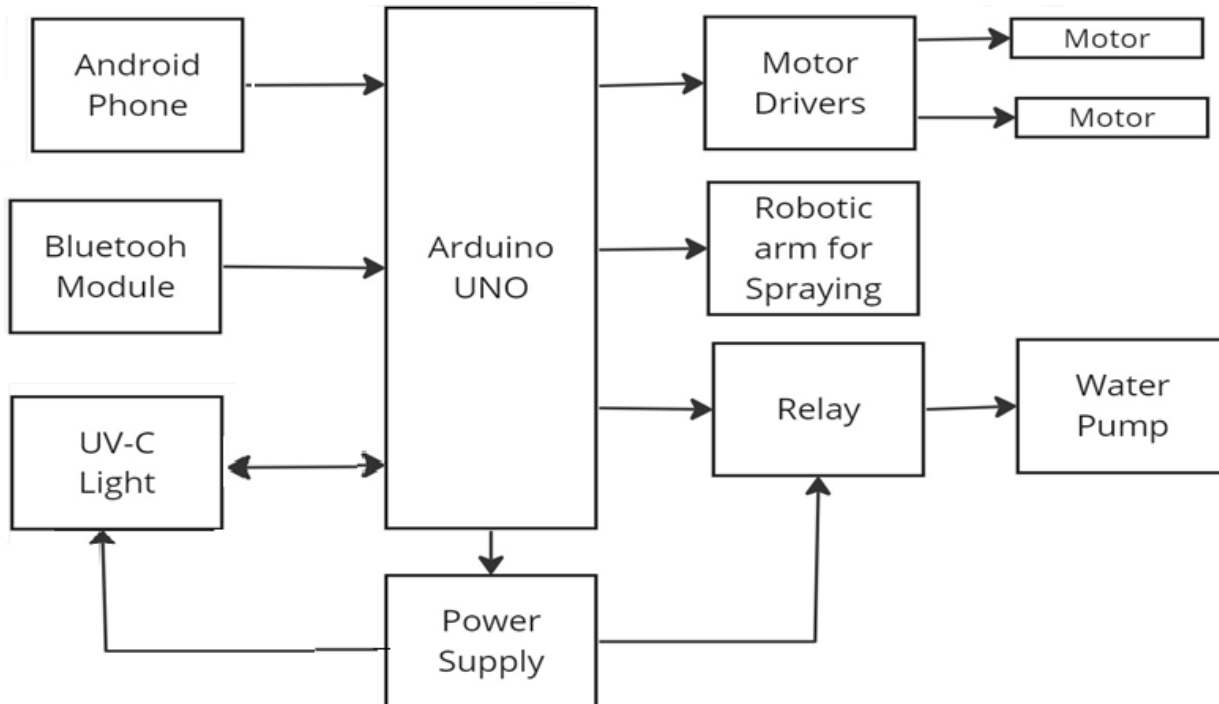 Android
Phone
Bluetooh
Module
UV-C
Light
Arduino
UNO
Power
Supply
Motor
Drivers
Motor
Motor
Robotic
arm for
Spraying
Relay
Water
Pump